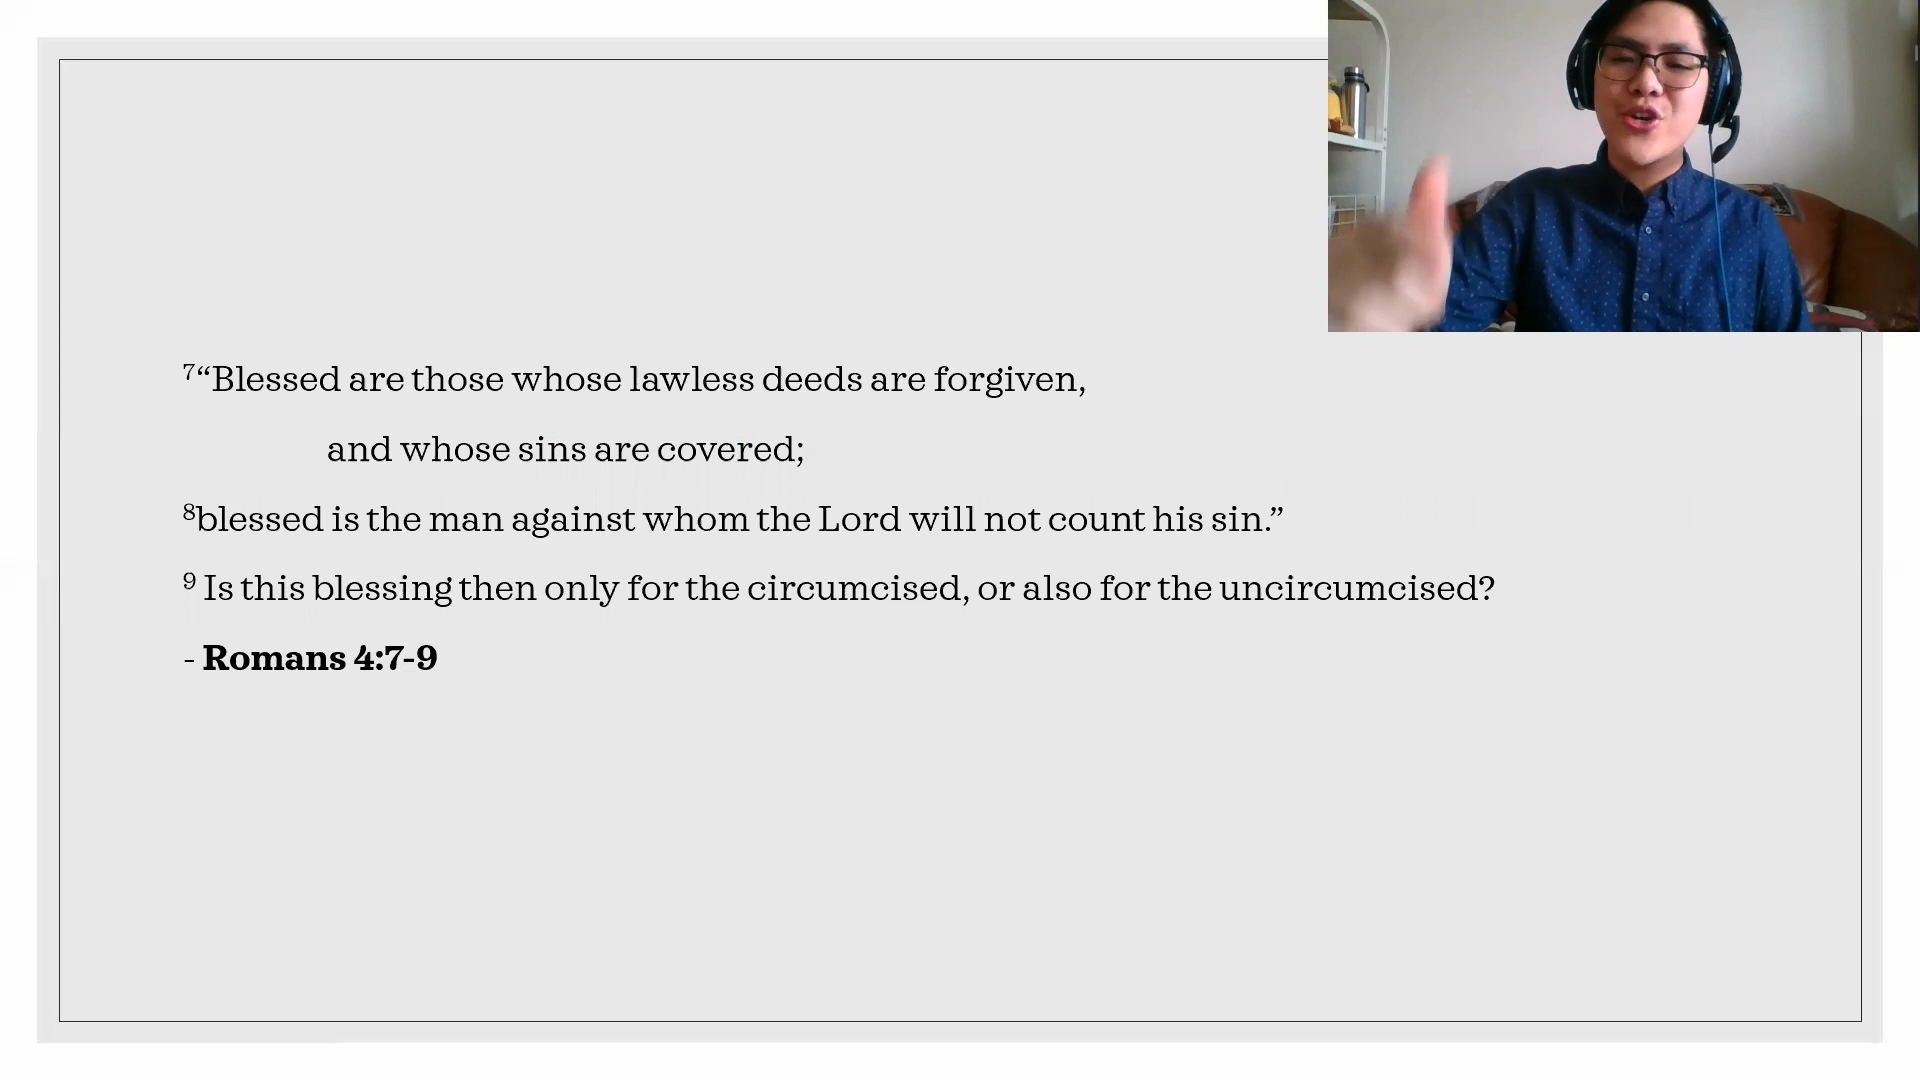 ⁷“Blessed are those whose lawless deeds are forgiven,
and whose sins are covered;
⁸blessed is the man against whom the Lord will not count his sin.”
⁹ Is this blessing then only for the circumcised, or also for the uncircumcised?
- Romans 4:7-9